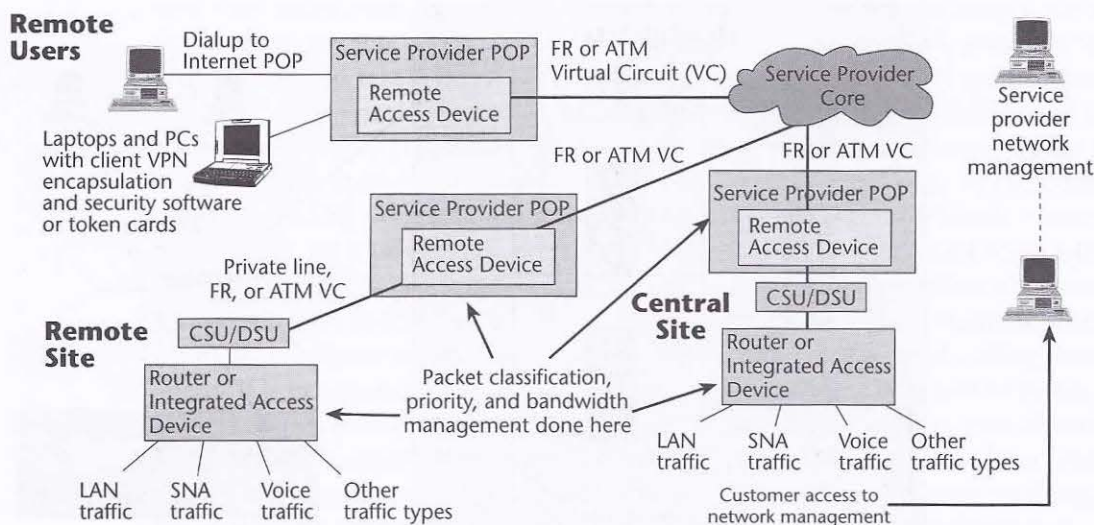 Remote
Users
Dialup to
Internet POP
Laptops and PCs
with client VPN
encapsulation
and security software
or token cards
Service Provider POP
Remote
Access Device
FR or ATM
Virtual Circuit (VC)
Service Provider
Core
Service
provider
network
management
FR or ATM VC
FR or ATM VC
Service Provider POP
Remote
Access Device
Service Provider POP
Remote
Access Device
Private line,
FR, or ATM VC
Remote
Site
CSU/DSU
Router or
Integrated Access
Device
LAN
traffic
SNA
traffic
Voice
traffic
Other
traffic types
Packet classification,
priority, and bandwidth
management done here
Central
Site
CSU/DSU
Router or
Integrated Access
Device
LAN
traffic
SNA
traffic
Voice
traffic
Other
traffic types
Customer access to
network management